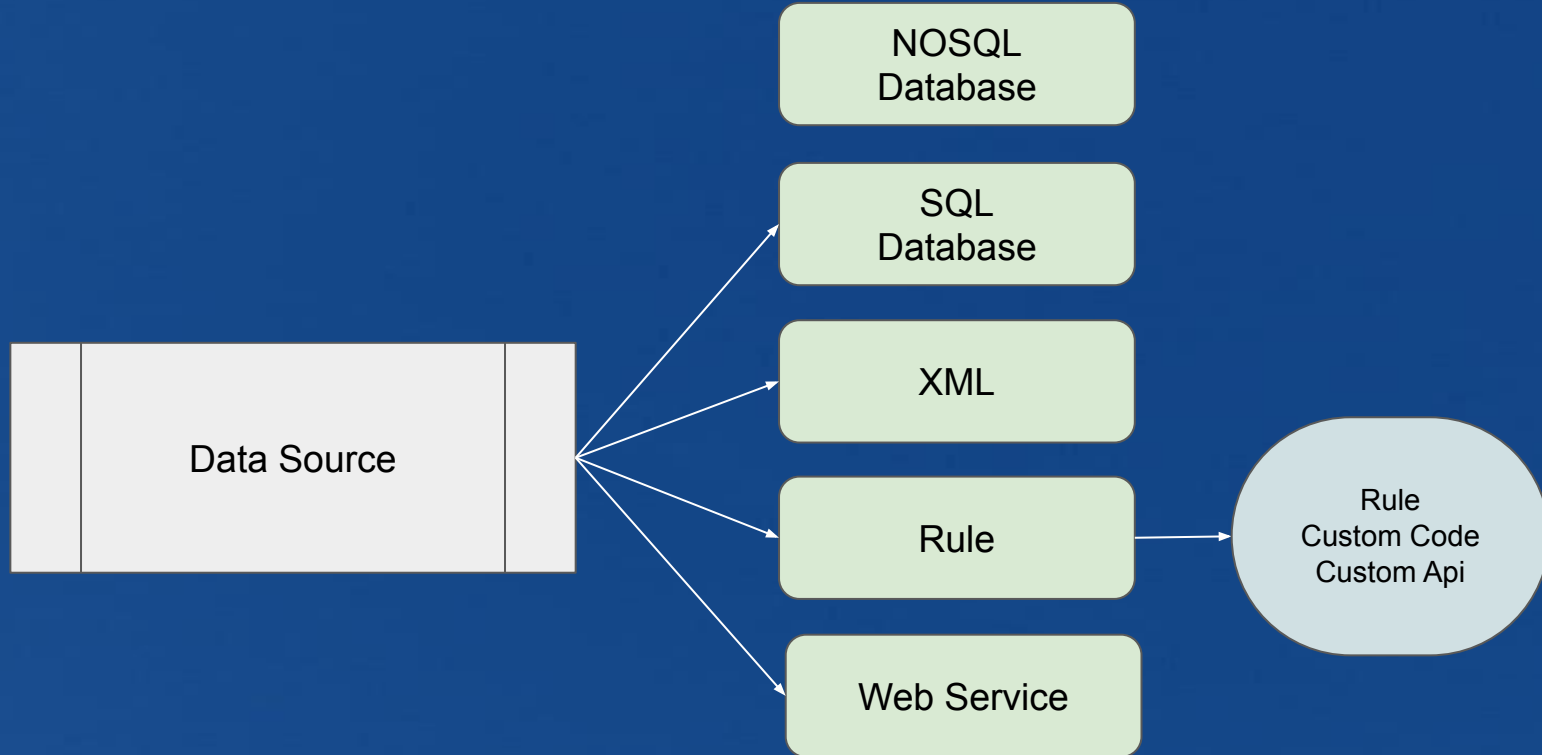 NOSQL
Database
SQL
Database
XML
Data Source
Rule
Rule
Custom Code
Custom Api
Web Service